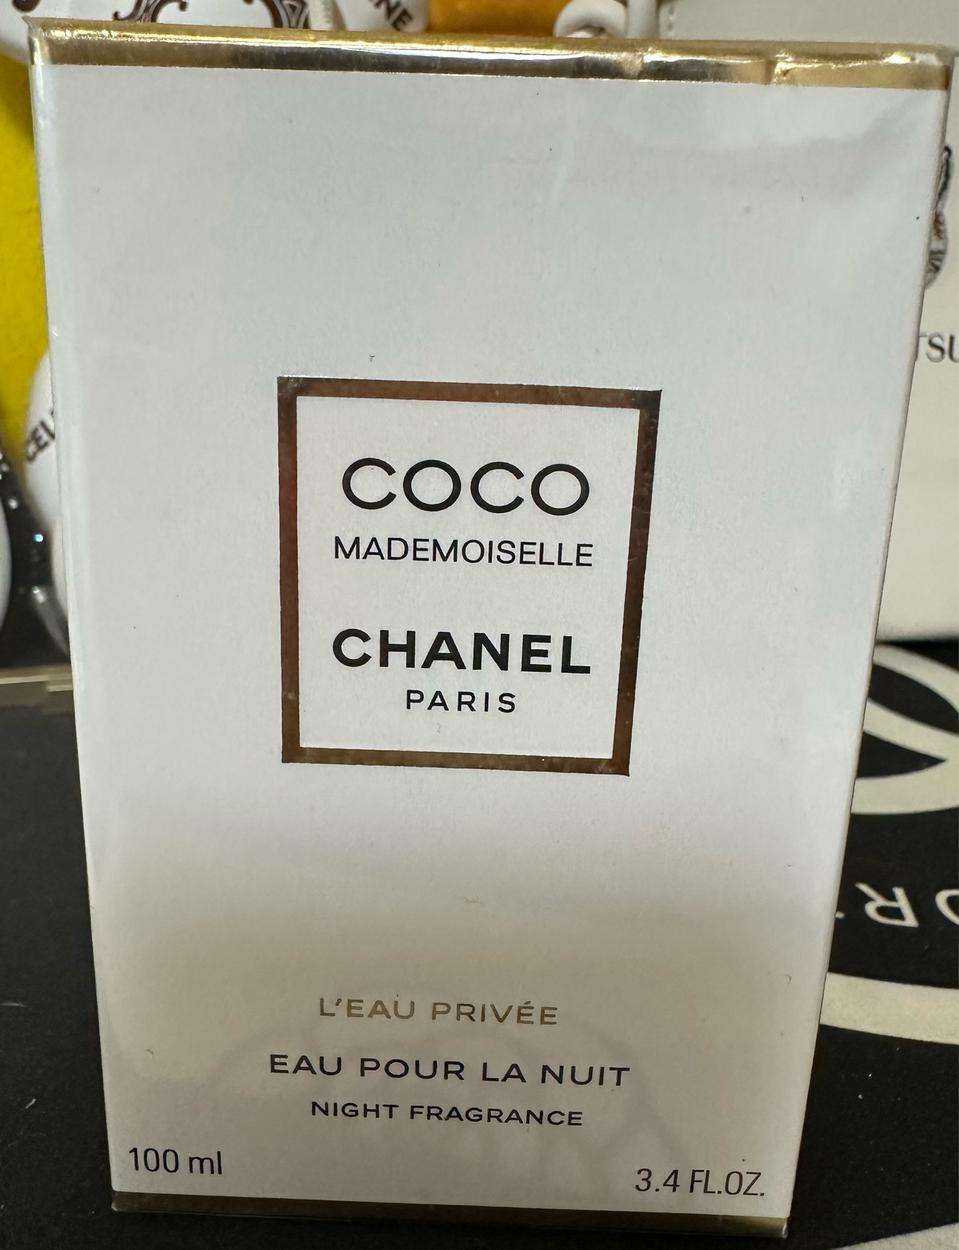 COCO
MADEMOISELLE
CHANEL
PARIS
L'EAU PRIVÉE
EAU POUR LA NUIT
NIGHT FRAGRANCE
100 ml
3.4 FL.OZ.